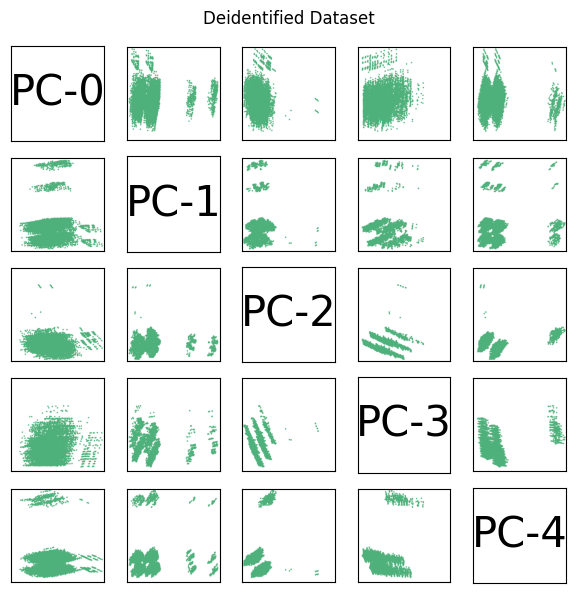 Deidentified Dataset
PC-0
PC-1
PC-2
PC-3
PC-4